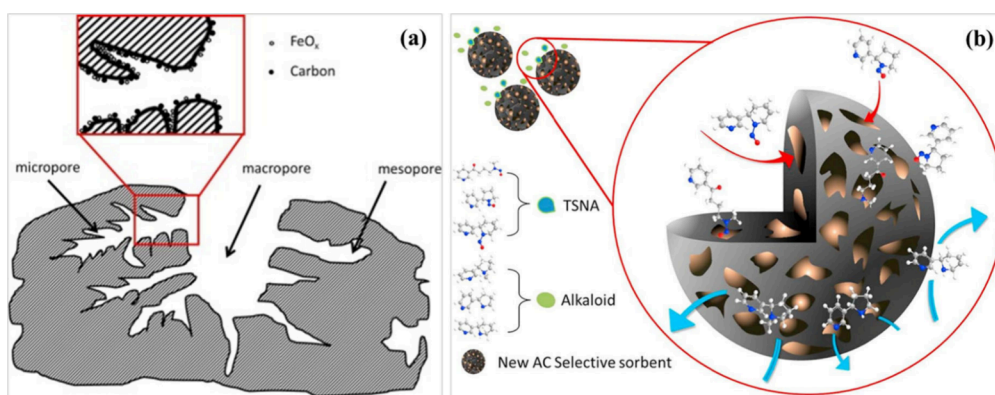 (a)
FeOx
Carbon
micropore
macropore
mesopore
(b)
TSNA
Alkaloid
New AC Selective sorbent